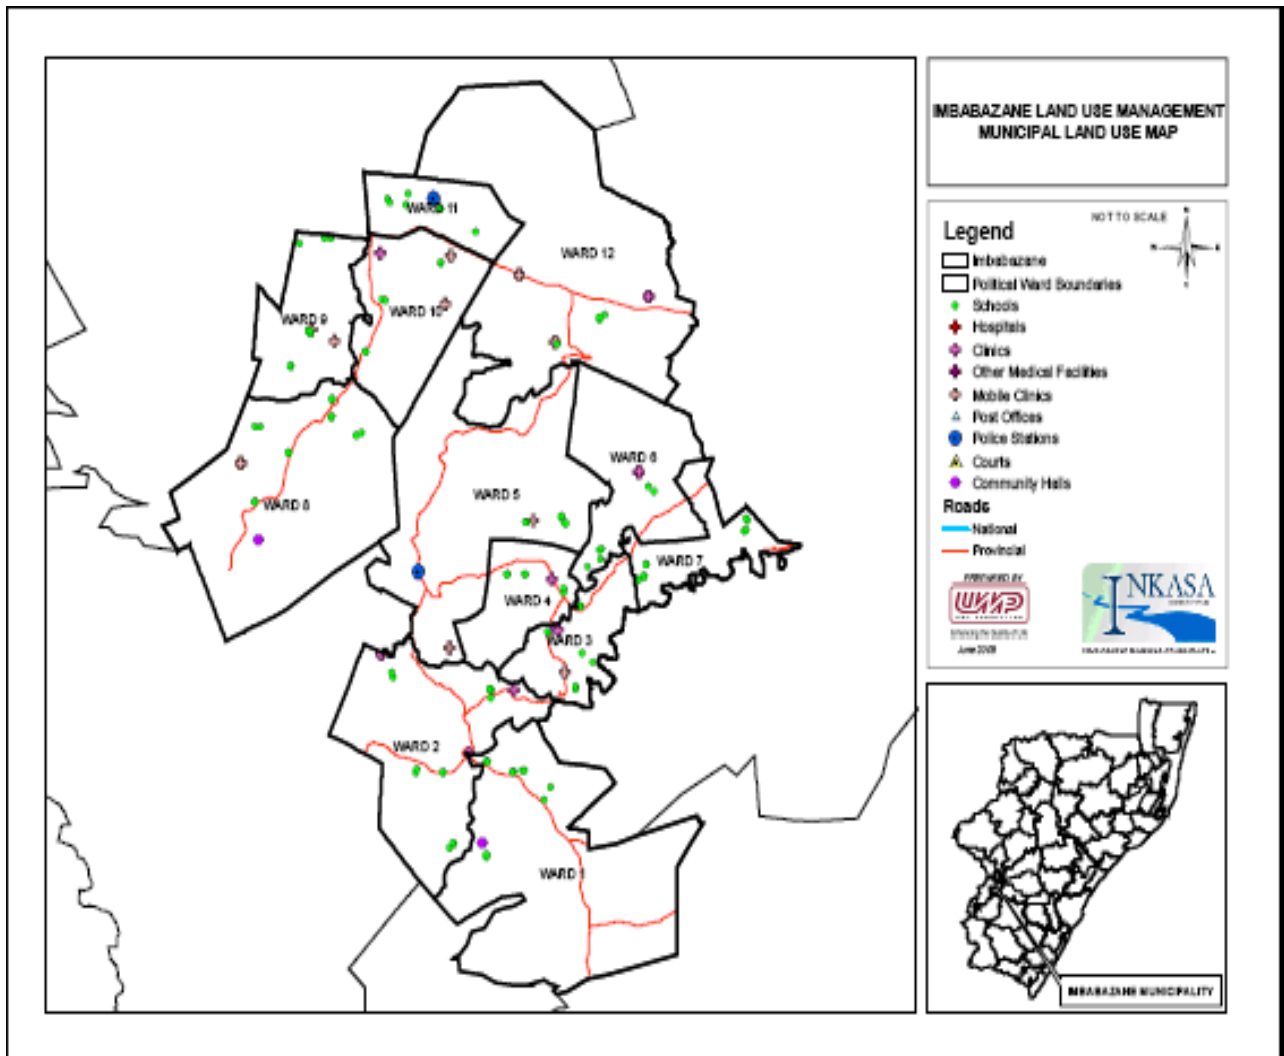 IMBABAZANE LAND USE MANAGEMENT
MUNICIPAL LAND USE MAP
NOT TO SCALE
N
W
E
S
Legend
Imbabazane
Political Ward Boundaries
Schools
Hospitals
Clinics
Other Medical Facilities
Mobile Clinics
Post Offices
Police Stations
Courts
Community Halls
Roads
National
Provincial
PREPARED BY
INKASA
WARD 11
WARD 12
WARD 9
WARD 10
WARD 8
WARD 6
WARD 5
WARD 7
WARD 4
WARD 3
WARD 2
WARD 1
IMBABAZANE MUNICIPALITY